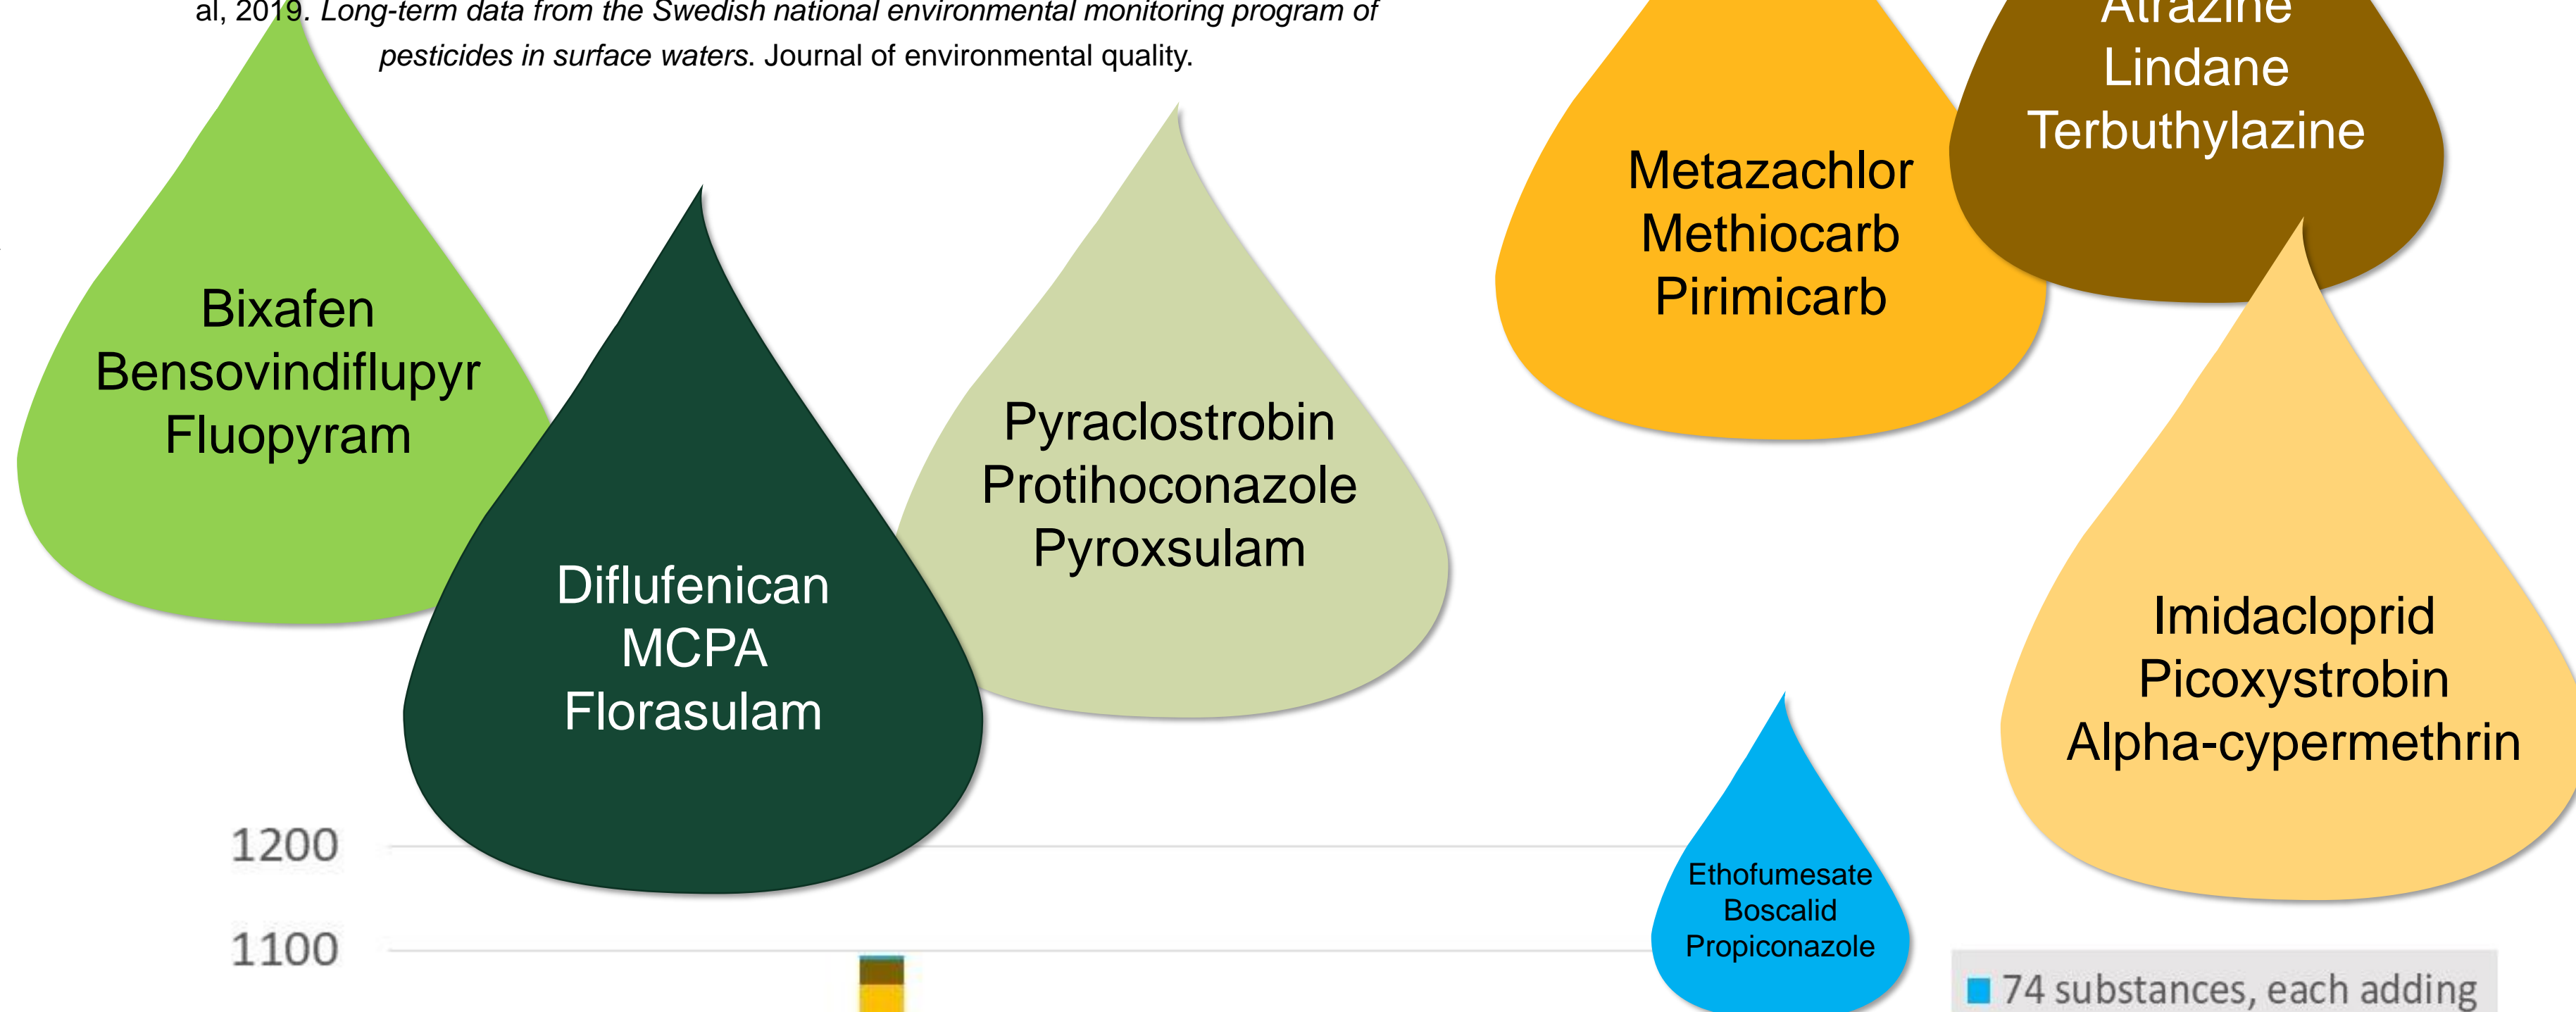 al, 2019. Long-term data from the Swedish national environmental monitoring program of
pesticides in surface waters. Journal of environmental quality.
Atrazine
Lindane
Terbuthylazine
Metazachlor
Methiocarb
Pirimicarb
Bixafen
Bensovindiflupyr
Fluopyram
Pyraclostrobin
Protihoconazole
Pyroxsulam
Diflufenican
MCPA
Florasulam
Imidacloprid
Picoxystrobin
Alpha-cypermethrin
Ethofumesate
Boscalid
Propiconazole
1200
1100
74 substances, each adding